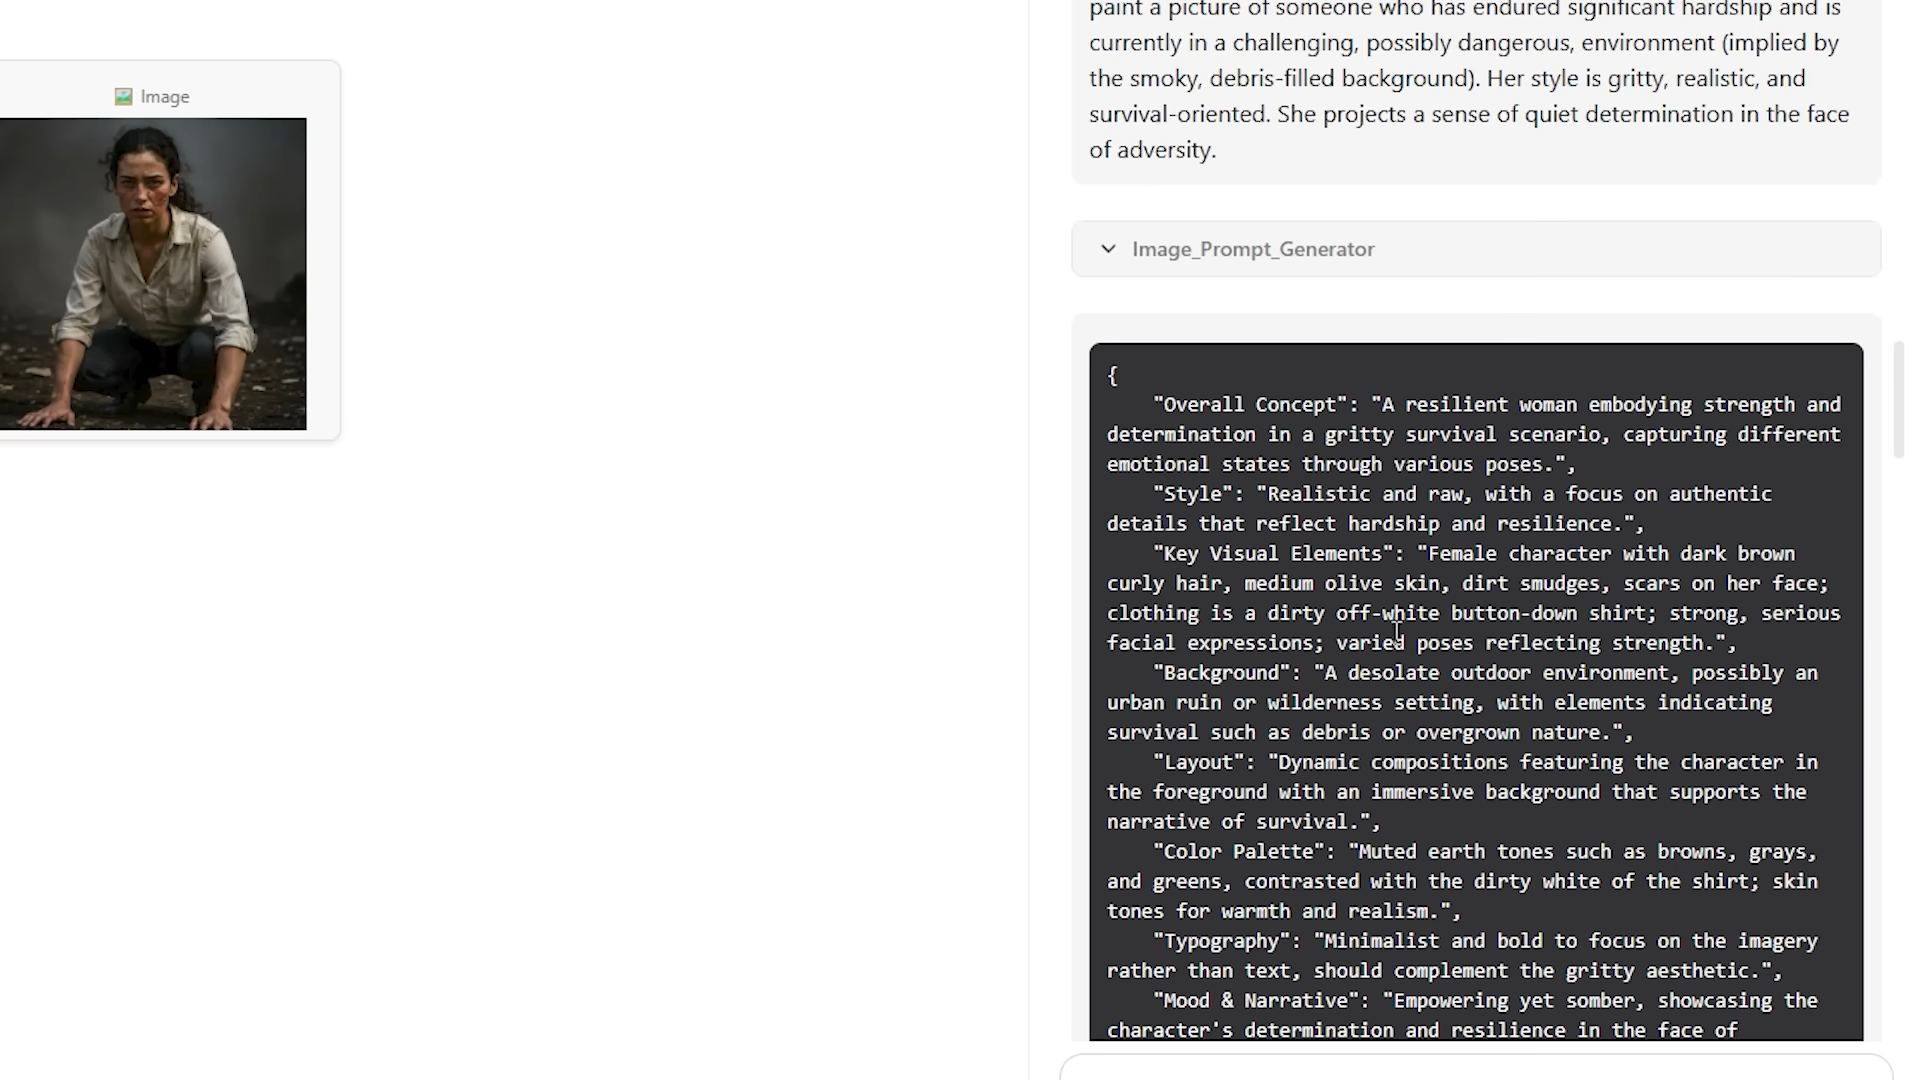 Image
paint a picture of someone who has endured significant hardship and is
currently in a challenging, possibly dangerous, environment (implied by
the smoky, debris-filled background). Her style is gritty, realistic, and
survival-oriented. She projects a sense of quiet determination in the face
of adversity.
Image_Prompt_Generator
{
"Overall Concept": "A resilient woman embodying strength and
determination in a gritty survival scenario, capturing different
emotional states through various poses.",
"Style": "Realistic and raw, with a focus on authentic
details that reflect hardship and resilience.",
"Key Visual Elements": "Female character with dark brown
curly hair, medium olive skin, dirt smudges, scars on her face;
clothing is a dirty off-white button-down shirt; strong, serious
facial expressions; varied poses reflecting strength.",
"Background": "A desolate outdoor environment, possibly an
urban ruin or wilderness setting, with elements indicating
survival such as debris or overgrown nature.",
"Layout": "Dynamic compositions featuring the character in
the foreground with an immersive background that supports the
narrative of survival.",
"Color Palette": "Muted earth tones such as browns, grays,
and greens, contrasted with the dirty white of the shirt; skin
tones for warmth and realism.",
"Typography": "Minimalist and bold to focus on the imagery
rather than text, should complement the gritty aesthetic.",
"Mood & Narrative": "Empowering yet somber, showcasing the
character's determination and resilience in the face of